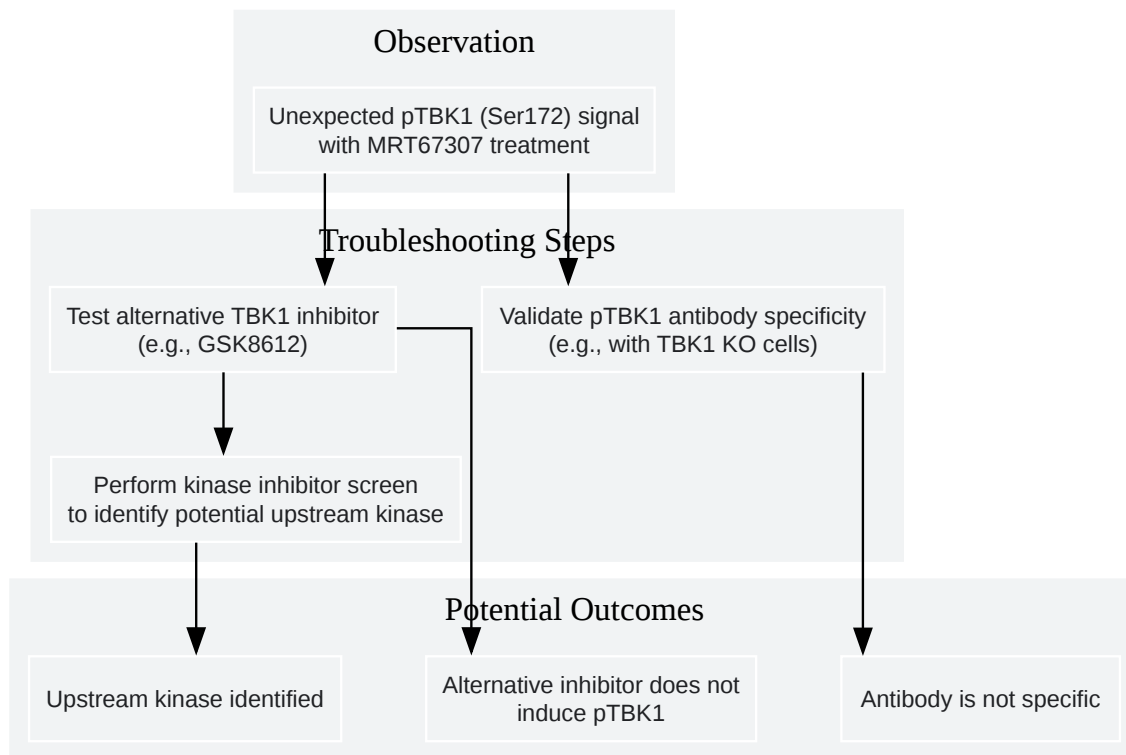 Observation
Unexpected pTBK1 (Ser172) signal
with MRT67307 treatment
Troubleshooting Steps
Test alternative TBK1 inhibitor
(e.g., GSK8612)
Validate pTBK1 antibody specificity
(e.g., with TBK1 KO cells)
Perform kinase inhibitor screen
to identify potential upstream kinase
Potential Outcomes
Upstream kinase identified
Alternative inhibitor does not
induce pTBK1
Antibody is not specific